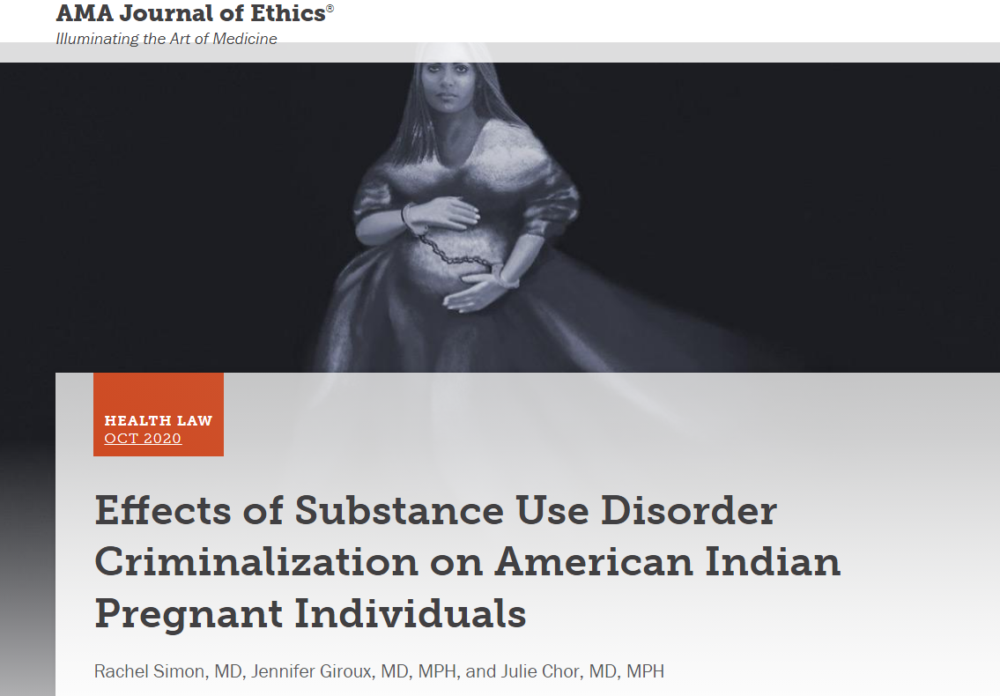 AMA Journal of Ethics®
Illuminating the Art of Medicine
HEALTH LAW
OCT 2020
Effects of Substance Use Disorder
Criminalization on American Indian
Pregnant Individuals
Rachel Simon, MD, Jennifer Giroux, MD, MPH, and Julie Chor, MD, MPH